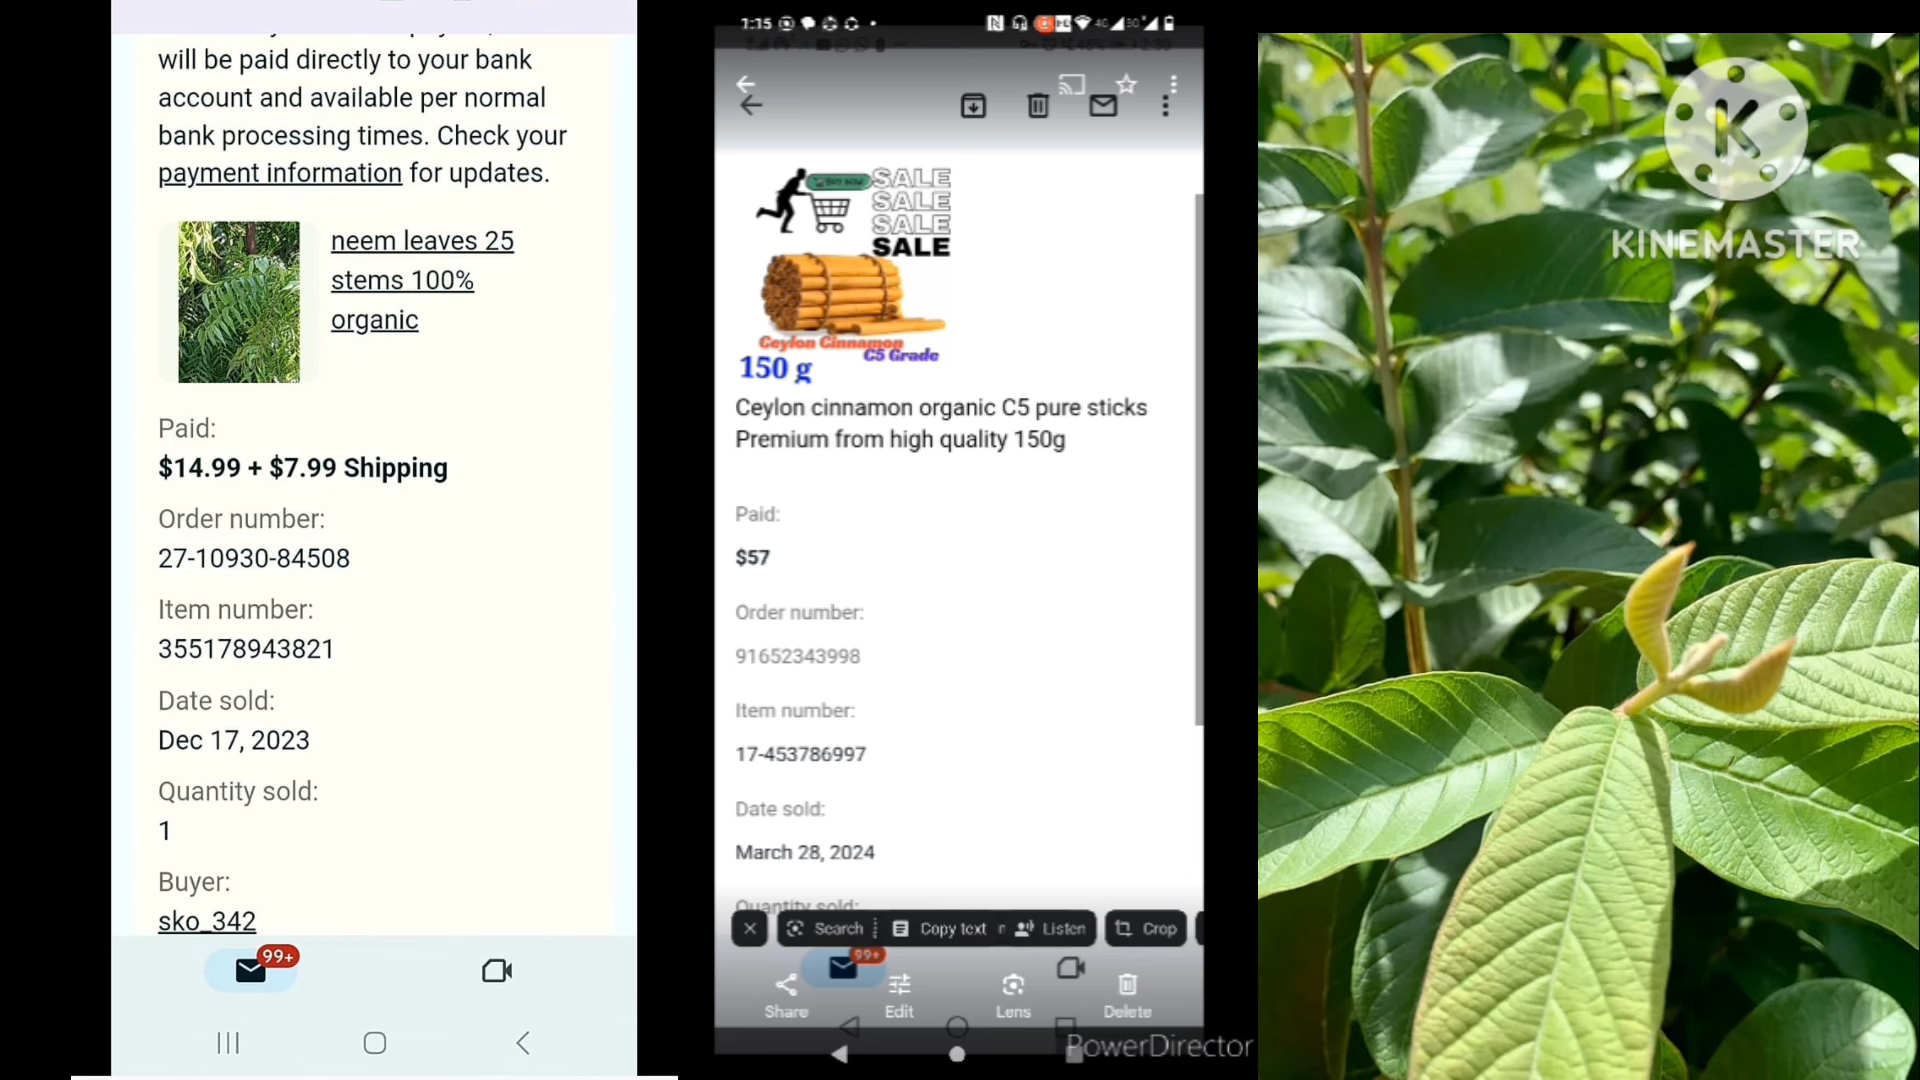 will be paid directly to your bank
account and available per normal
bank processing times. Check your
payment information for updates.
neem leaves 25
stems 100%
organic
Paid:
$14.99 + $7.99 Shipping
Order number:
27-10930-84508
Item number:
355178943821
Date sold:
Dec 17, 2023
Quantity sold:
1
Buyer:
sko_342
99+
1:15
BUY NOW
SALE
SALE
SALE
SALE
Ceylon Cinnamon
C5 Grade
150 g
Ceylon cinnamon organic C5 pure sticks
Premium from high quality 150g
Paid:
$57
Order number:
91652343998
Item number:
17-453786997
Date sold:
March 28, 2024
Quantity sold:
Search
Copy text
Listen
Crop
99+
Share
Edit
Lens
Delete
PowerDirector
K
KINEMASTER